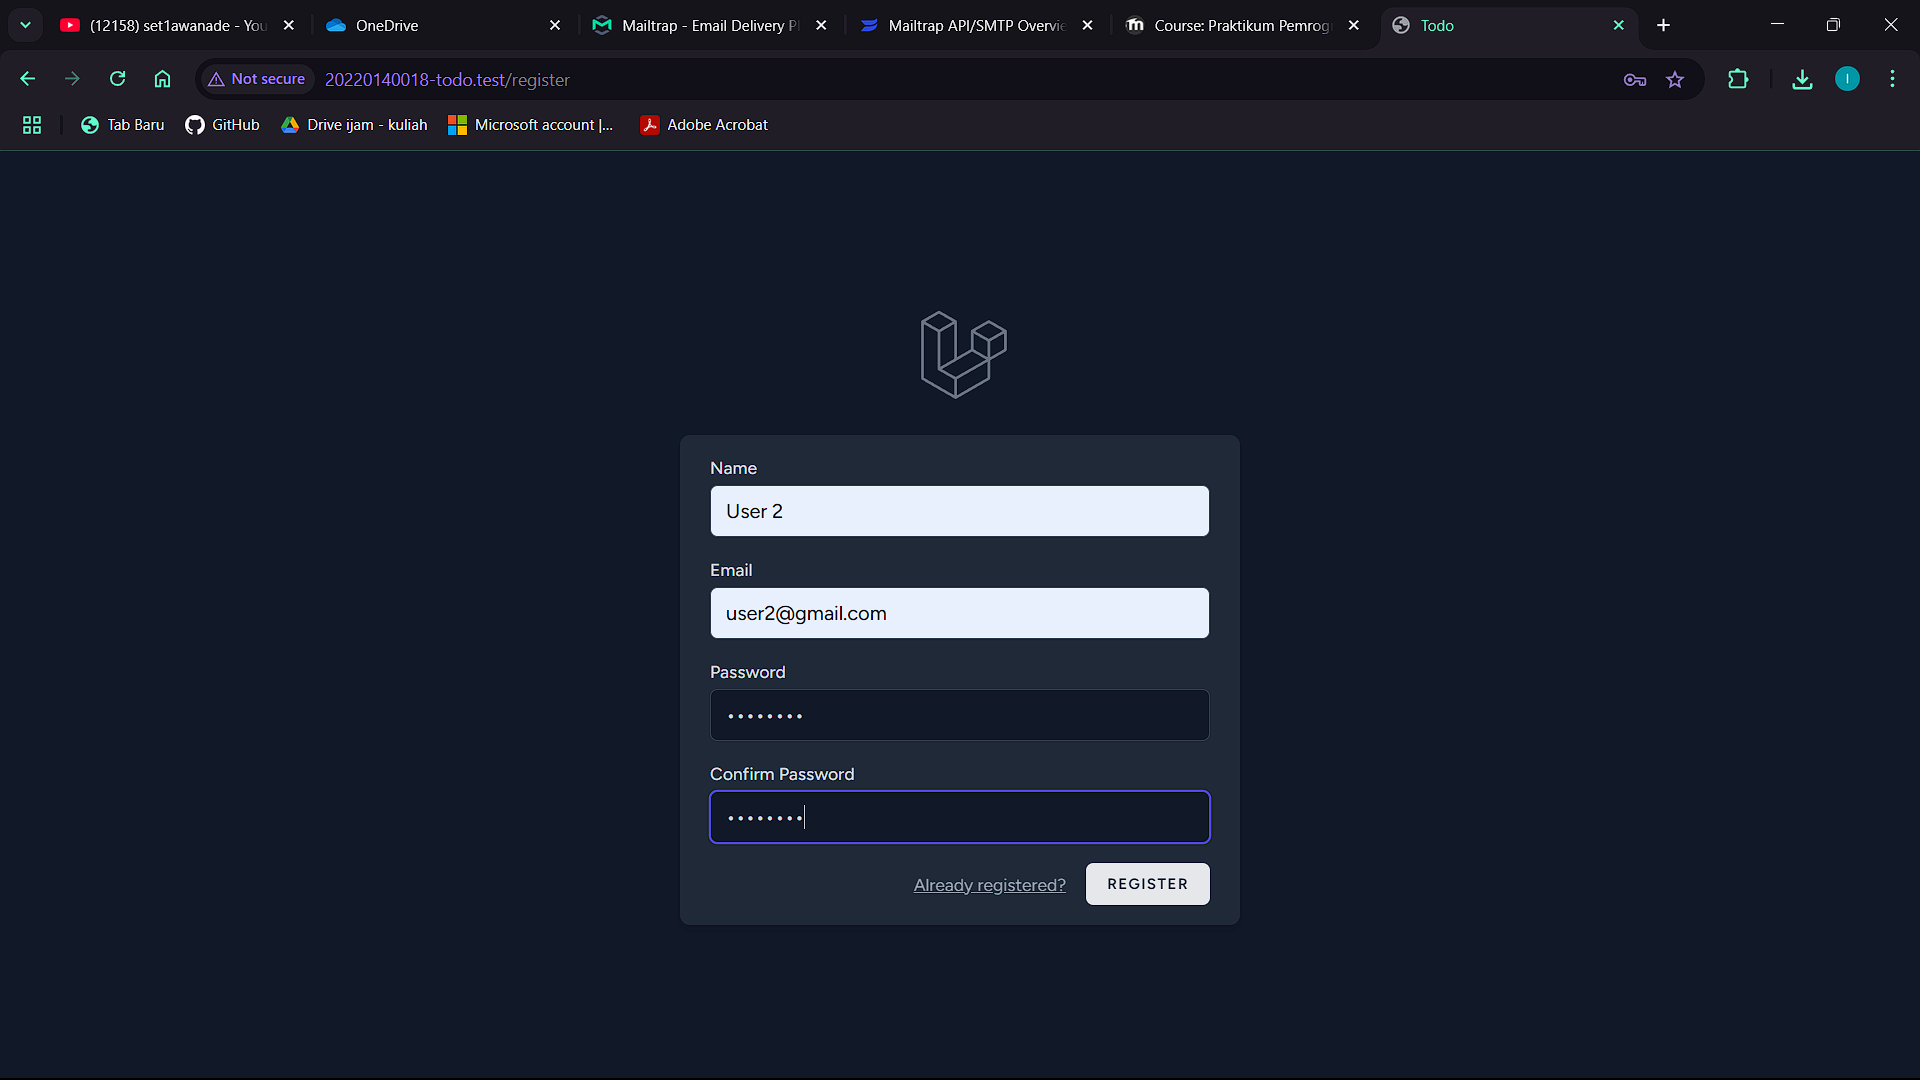 (12158) set1awanade - You
OneDrive
Mailtrap - Email Delivery Pl
Mailtrap API/SMTP Overvie
Course: Praktikum Pemrogr
Todo
Not secure
20220140018-todo.test/register
I
Tab Baru
GitHub
Drive ijam - kuliah
Microsoft account |...
Adobe Acrobat
Name
User 2
Email
user2@gmail.com
Password
••••••••
Confirm Password
••••••••
Already registered?
REGISTER